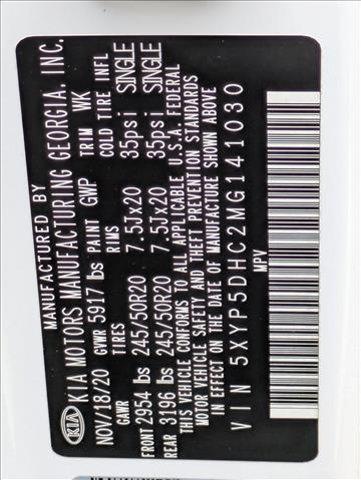 MANUFACTURED BY
KIA KIA MOTORS MANUFACTURING GEORGIA, INC.
NOV/18/20 GVWR 5917 lbs PAINT GWP TRIM WK
GAWR TIRES RIMS COLD TIRE INFL
FRONT 2954 lbs 245/50R20 7.5Jx20 35psi SINGLE
REAR 3196 lbs 245/50R20 7.5Jx20 35psi SINGLE
THIS VEHICLE CONFORMS TO ALL APPLICABLE U.S.A. FEDERAL
MOTOR VEHICLE SAFETY AND THEFT PREVENTION STANDARDS
IN EFFECT ON THE DATE OF MANUFACTURE SHOWN ABOVE
VIN 5XYP5DHC2MG141030
MPV